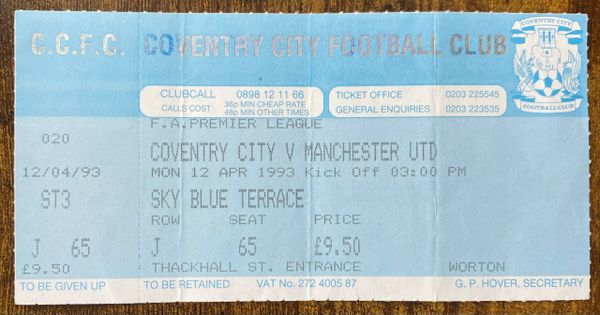 C.C.F.C. COVENTRY CITY FOOTBALL CLUB
COVENTRY CITY
FOOTBALL CLUB
CLUBCALL 0898 12 11 66
CALLS COST 36p MIN CHEAP RATE
48p MIN OTHER TIMES
TICKET OFFICE 0203 225545
GENERAL ENQUIRIES 0203 223535
F.A.PREMIER LEAGUE
020
COVENTRY CITY V MANCHESTER UTD
12/04/93 MON 12 APR 1993 Kick Off 03:00 PM
ST3 SKY BLUE TERRACE
ROW SEAT PRICE
J 65 J 65 £9.50
£9.50 THACKHALL ST. ENTRANCE WORTON
TO BE GIVEN UP TO BE RETAINED VAT No. 272 4005 87 G. P. HOVER, SECRETARY